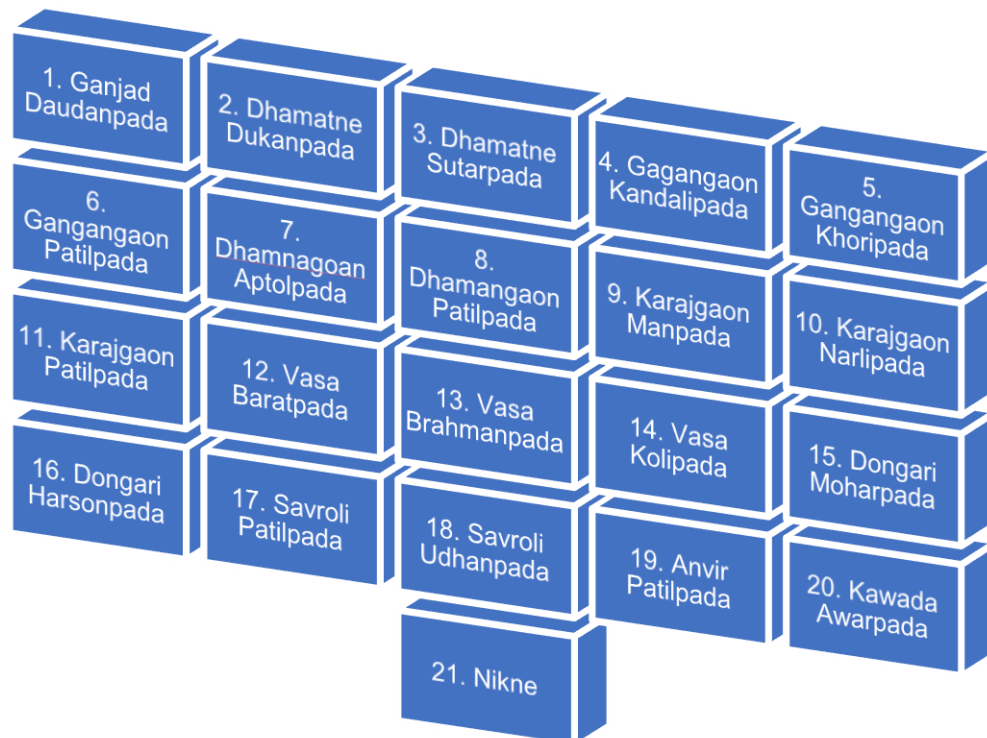 1. Ganjad
Daudanpada
2. Dhamatne
Dukanpada
3. Dhamatne
Sutarpada
4. Gagangaon
Kandalipada
5.
Gangangaon
Khoripada
6.
Gangangaon
Patilpada
7.
Dhamnagoan
Aptolpada
8.
Dhamangaon
Patilpada
9. Karajgaon
Manpada
10. Karajgaon
Narlipada
11. Karajgaon
Patilpada
12. Vasa
Baratpada
13. Vasa
Brahmanpada
14. Vasa
Kolipada
15. Dongari
Moharpada
16. Dongari
Harsonpada
17. Savroli
Patilpada
18. Savroli
Udhanpada
19. Anvir
Patilpada
20. Kawada
Awarpada
21. Nikne